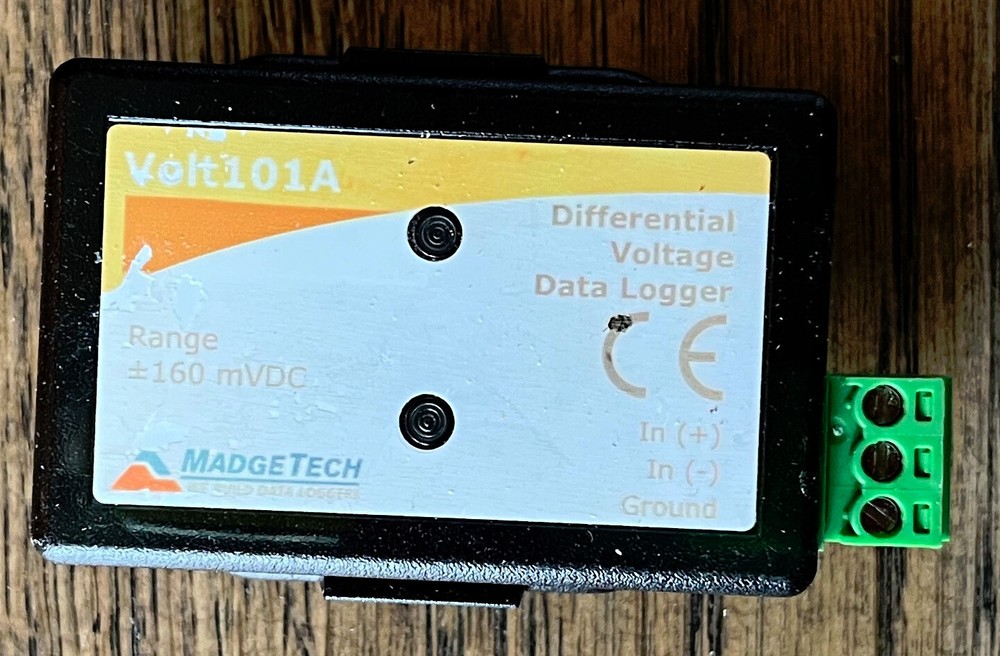 Volt101A
Differential
Voltage
Data Logger
CE
Range
±160 mVDC
In (+)
In (-)
Ground
MADGETECH
WE BUILD DATA LOGGERS